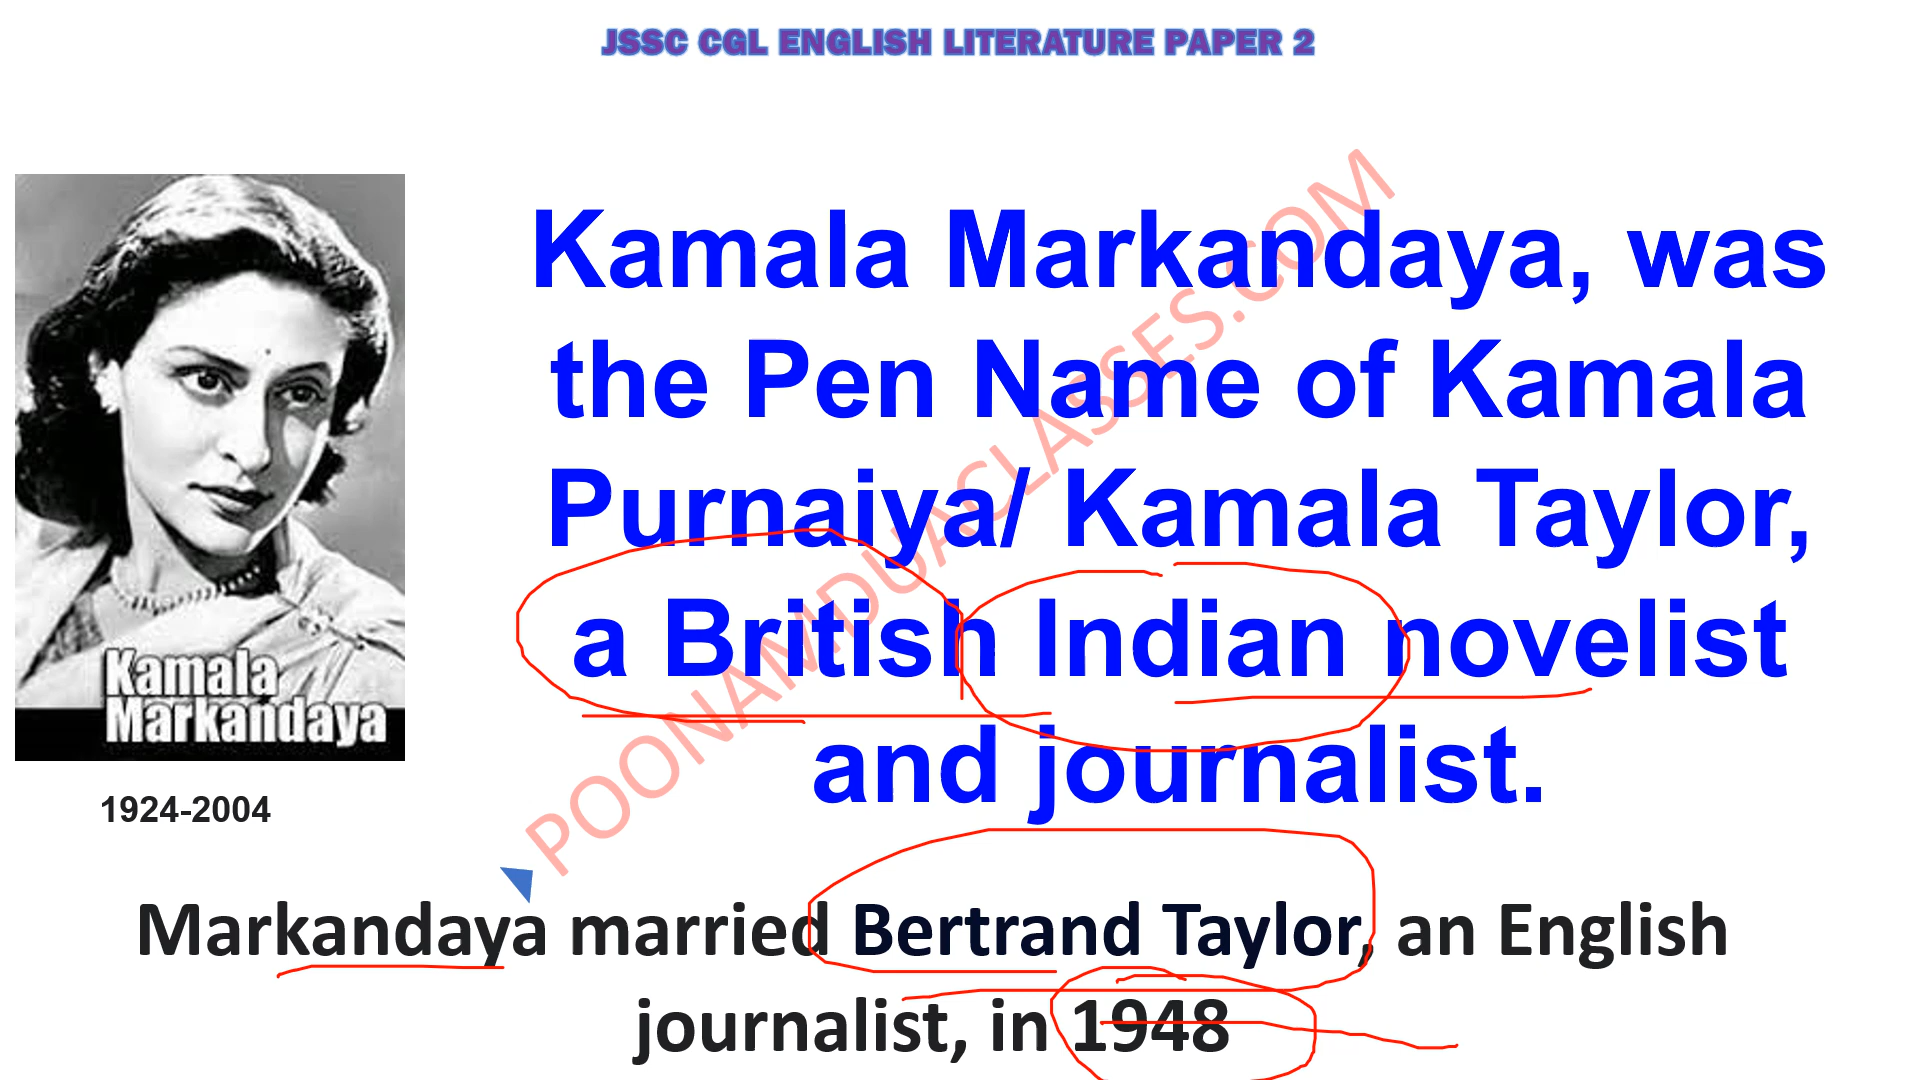 JSSC CGL ENGLISH LITERATURE PAPER 2
Kamala Markandaya, was
the Pen Name of Kamala
Purnaiya/ Kamala Taylor,
a British Indian novelist
and journalist.
Kamala
Markandaya
1924-2004
POONAMDUACLASSES.COM
Markandaya married Bertrand Taylor, an English
journalist, in 1948